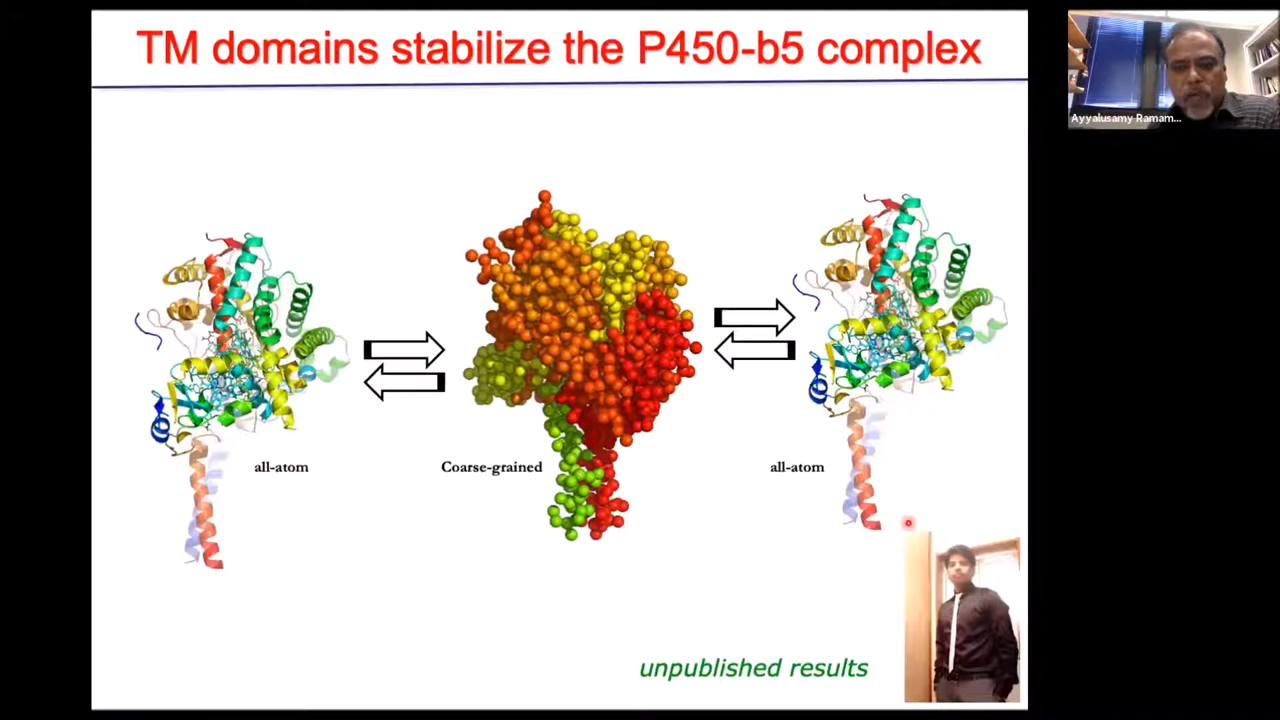 TM domains stabilize the P450-b5 complex
Ayyalusamy Ramam...
all-atom
Coarse-grained
all-atom
unpublished results